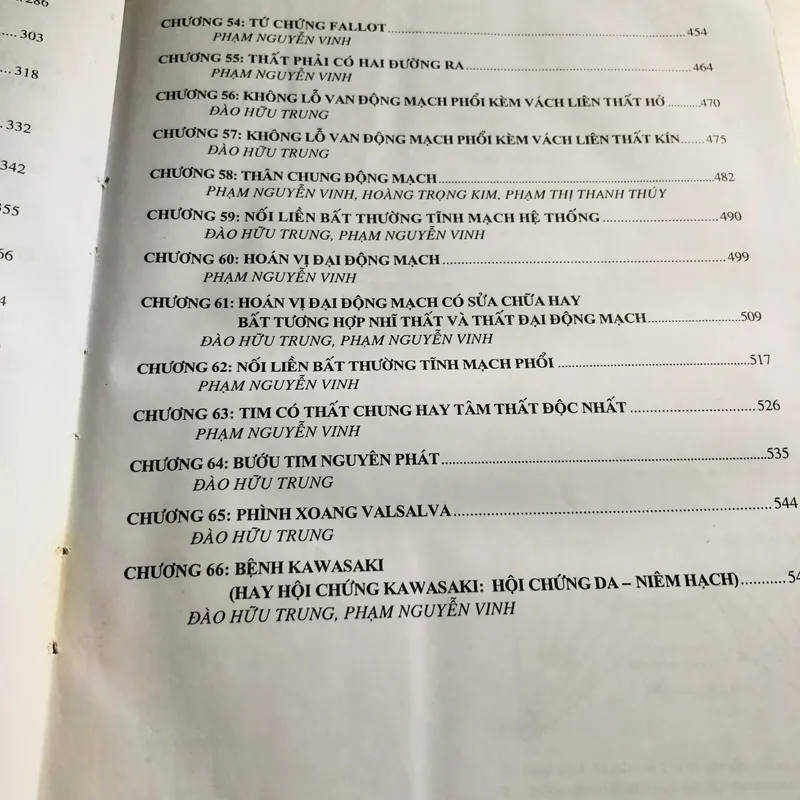 286
303
318
332
342
355
CHƯƠNG 54: TỨ CHỨNG FALLOT ........ 454
PHẠM NGUYỄN VINH
CHƯƠNG 55: THẤT PHẢI CÓ HAI ĐƯỜNG RA ........ 464
PHẠM NGUYỄN VINH
CHƯƠNG 56: KHÔNG LỖ VAN ĐỘNG MẠCH PHỔI KÈM VÁCH LIÊN THẤT HỞ ........ 470
ĐÀO HỮU TRUNG
CHƯƠNG 57: KHÔNG LỖ VAN ĐỘNG MẠCH PHỔI KÈM VÁCH LIÊN THẤT KÍN ....... 475
ĐÀO HỮU TRUNG
CHƯƠNG 58: THÂN CHUNG ĐỘNG MẠCH ........ 482
PHẠM NGUYỄN VINH, HOÀNG TRỌNG KIM, PHẠM THỊ THANH THÚY
CHƯƠNG 59: NỐI LIỀN BẤT THƯỜNG TĨNH MẠCH HỆ THỐNG ........ 490
ĐÀO HỮU TRUNG, PHẠM NGUYỄN VINH
CHƯƠNG 60: HOÁN VỊ ĐẠI ĐỘNG MẠCH ........ 499
PHẠM NGUYỄN VINH
CHƯƠNG 61: HOÁN VỊ ĐẠI ĐỘNG MẠCH CÓ SỬA CHỮA HAY
BẤT TƯƠNG HỢP NHĨ THẤT VÀ THẤT ĐẠI ĐỘNG MẠCH ........ 509
ĐÀO HỮU TRUNG, PHẠM NGUYỄN VINH
CHƯƠNG 62: NỐI LIỀN BẤT THƯỜNG TĨNH MẠCH PHỔI ........ 517
PHẠM NGUYỄN VINH
CHƯƠNG 63: TIM CÓ THẤT CHUNG HAY TÂM THẤT ĐỘC NHẤT ........ 526
PHẠM NGUYỄN VINH
CHƯƠNG 64: BƯỚU TIM NGUYÊN PHÁT ........ 535
ĐÀO HỮU TRUNG
CHƯƠNG 65: PHÌNH XOANG VALSALVA ........ 544
ĐÀO HỮU TRUNG
CHƯƠNG 66: BỆNH KAWASAKI
(HAY HỘI CHỨNG KAWASAKI: HỘI CHỨNG DA – NIÊM HẠCH) ........
ĐÀO HỮU TRUNG, PHẠM NGUYỄN VINH